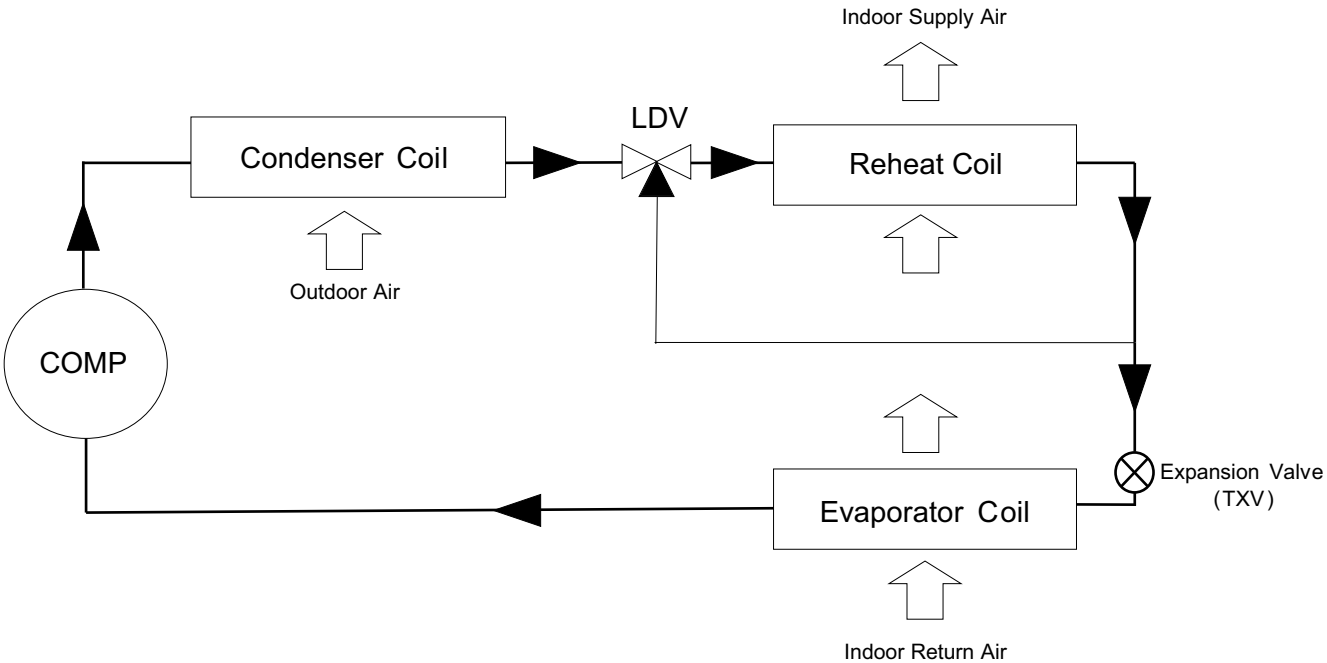 Indoor Supply Air
LDV
Condenser Coil
Reheat Coil
Outdoor Air
COMP
Expansion Valve
(TXV)
Evaporator Coil
Indoor Return Air